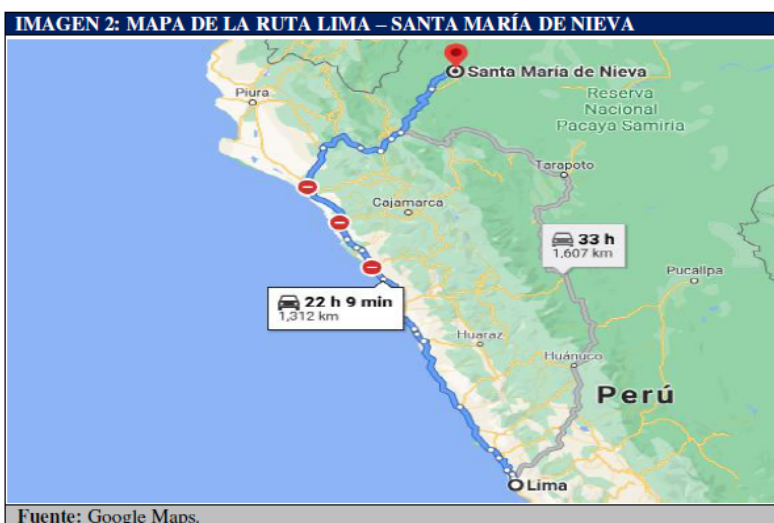 IMAGEN 2: MAPA DE LA RUTA LIMA – SANTA MARÍA DE NIEVA
Santa María de Nieva
Piura
Reserva
Nacional
Pacaya Samiria
Tarapoto
Cajamarca
33 h
1,607 km
Pucallpa
22 h 9 min
1,312 km
Huaraz
Huánuco
Perú
Lima
Fuente: Google Maps.